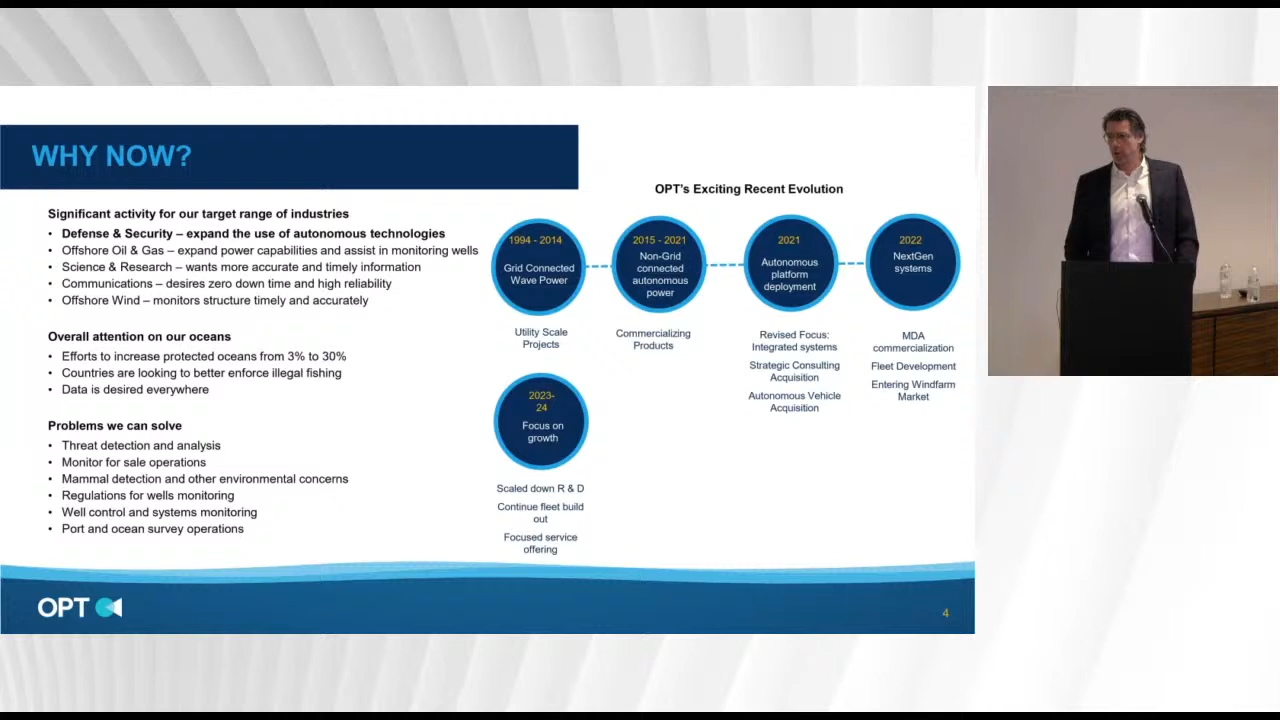 WHY NOW?
Significant activity for our target range of industries
• Defense & Security – expand the use of autonomous technologies
• Offshore Oil & Gas – expand power capabilities and assist in monitoring wells
• Science & Research – wants more accurate and timely information
• Communications – desires zero down time and high reliability
• Offshore Wind – monitors structure timely and accurately
Overall attention on our oceans
• Efforts to increase protected oceans from 3% to 30%
• Countries are looking to better enforce illegal fishing
• Data is desired everywhere
Problems we can solve
• Threat detection and analysis
• Monitor for sale operations
• Mammal detection and other environmental concerns
• Regulations for wells monitoring
• Well control and systems monitoring
• Port and ocean survey operations
OPT's Exciting Recent Evolution
1994 - 2014
Grid Connected
Wave Power
Utility Scale
Projects
2015 - 2021
Non-Grid
connected
autonomous
power
Commercializing
Products
2021
Autonomous
platform
deployment
Revised Focus:
Integrated systems
Strategic Consulting
Acquisition
Autonomous Vehicle
Acquisition
2022
NextGen
systems
MDA
commercialization
Fleet Development
Entering Windfarm
Market
2023-
24
Focus on
growth
Scaled down R & D
Continue fleet build
out
Focused service
offering
OPT
4